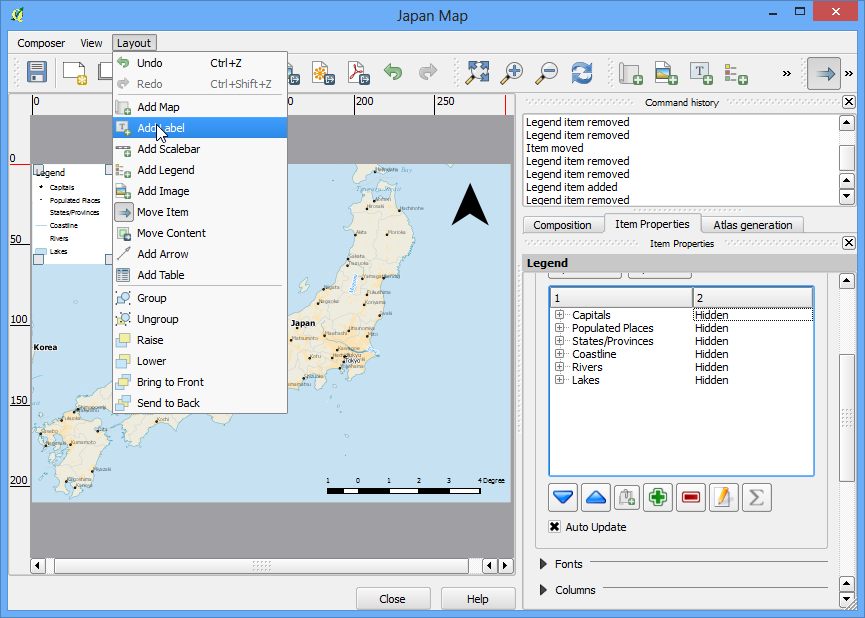 Japan Map
Composer View Layout
Undo Ctrl+Z
Redo Ctrl+Shift+Z
Add Map
Add Label
Add Scalebar
Add Legend
Add Image
Move Item
Move Content
Add Arrow
Add Table
Group
Ungroup
Raise
Lower
Bring to Front
Send to Back
0 200 250
0
50
100
150
200
Legend
Capitals
Populated Places
States/Provinces
Coastline
Rivers
Lakes
Korea
Japan
Tokyo
1 0 1 2 3 4 Degree
Command history
Legend item removed
Legend item removed
Item moved
Legend item removed
Legend item removed
Legend item added
Legend item removed
Composition Item Properties Atlas generation
Item Properties
Legend
1 2
Capitals Hidden
Populated Places Hidden
States/Provinces Hidden
Coastline Hidden
Rivers Hidden
Lakes Hidden
Auto Update
Fonts
Columns
Close Help